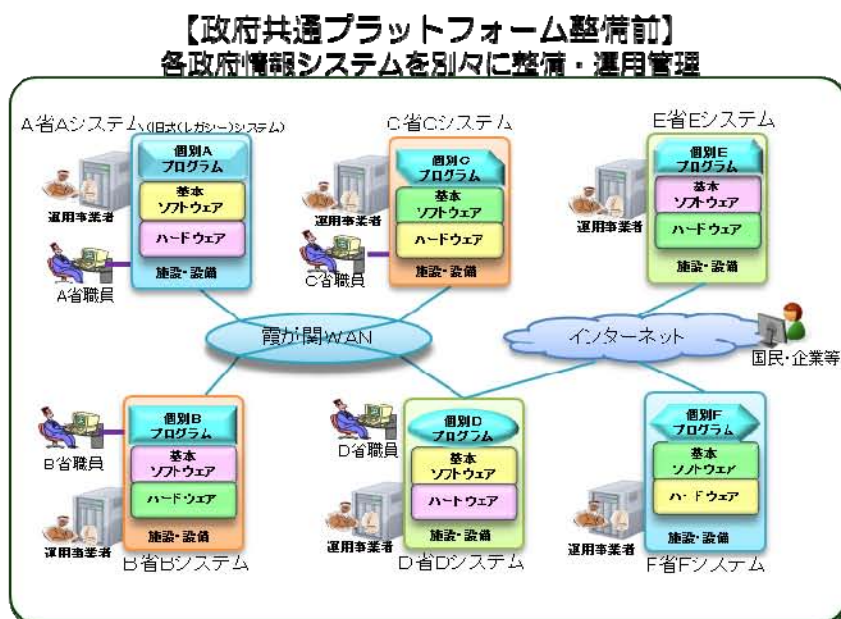 【政府共通プラットフォーム整備前】
各政府情報システムを別々に整備・運用管理
A省Aシステム(旧式(レガシー)システム)
個別A
プログラム
基本
ソフトウェア
ハードウェア
施設・設備
運用事業者
A省職員
C省Cシステム
個別C
プログラム
基本
ソフトウェア
ハードウェア
施設・設備
運用事業者
C省職員
E省Eシステム
個別E
プログラム
基本
ソフトウェア
ハードウェア
施設・設備
運用事業者
霞が関WAN
インターネット
国民・企業等
個別B
プログラム
基本
ソフトウェア
ハードウェア
施設・設備
B省職員
運用事業者
B省Bシステム
個別D
プログラム
基本
ソフトウェア
ハードウェア
施設・設備
D省職員
運用事業者
D省Dシステム
個別F
プログラム
基本
ソフトウェア
ハードウェア
施設・設備
運用事業者
F省Fシステム